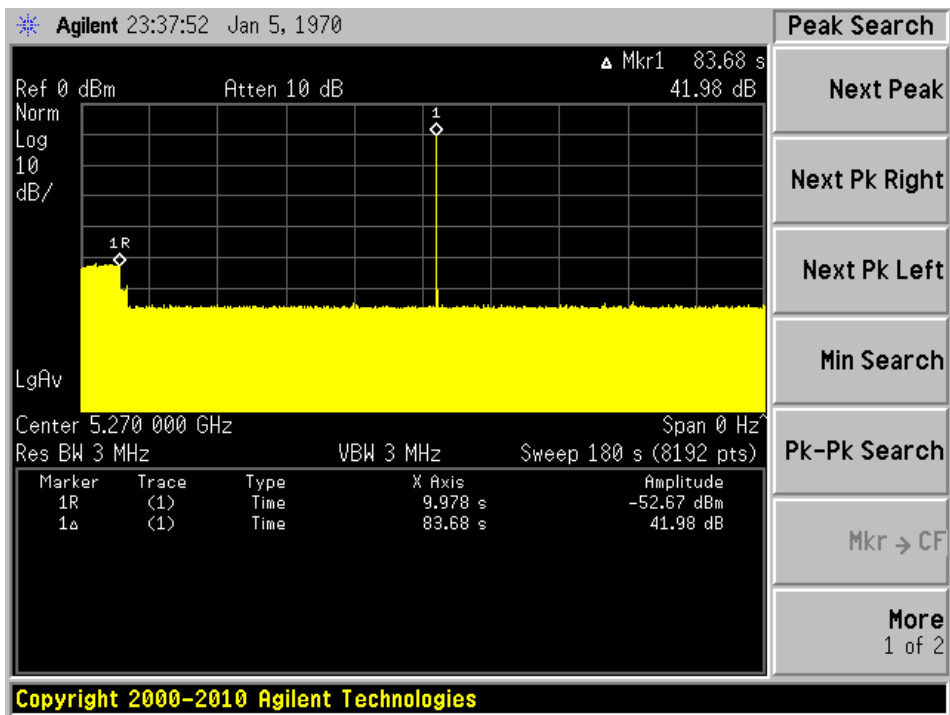 Agilent 23:37:52 Jan 5, 1970
Peak Search
Δ Mkr1 83.68 s
Ref 0 dBm Atten 10 dB 41.98 dB
Norm
Log
10
dB/
1
1R
LgAv
Center 5.270 000 GHz Span 0 Hz^
Res BW 3 MHz VBW 3 MHz Sweep 180 s (8192 pts)
Marker Trace Type X Axis Amplitude
1R (1) Time 9.978 s -52.67 dBm
1Δ (1) Time 83.68 s 41.98 dB
Next Peak
Next Pk Right
Next Pk Left
Min Search
Pk-Pk Search
Mkr → CF
More
1 of 2
Copyright 2000-2010 Agilent Technologies